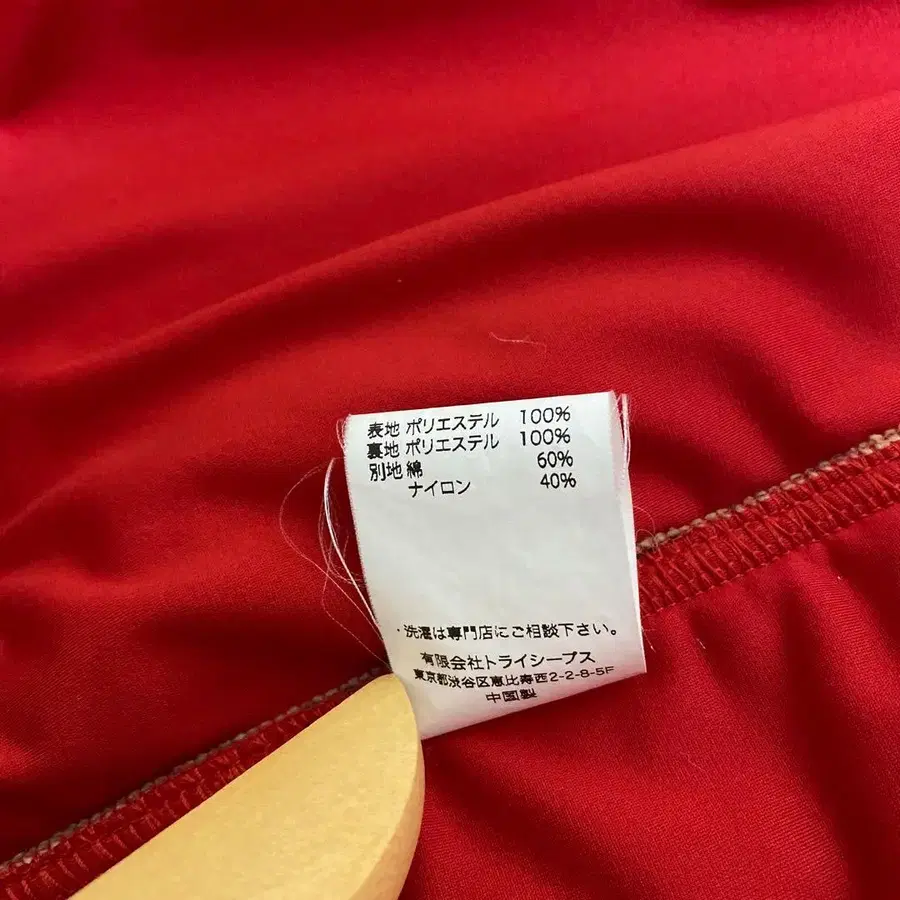 表地 ポリエステル 100%
裏地 ポリエステル 100%
別地 綿 60%
ナイロン 40%
・洗濯は専門店にご相談下さい。
有限会社トライシープス
東京都渋谷区恵比寿西2-2-8-5F
中国製